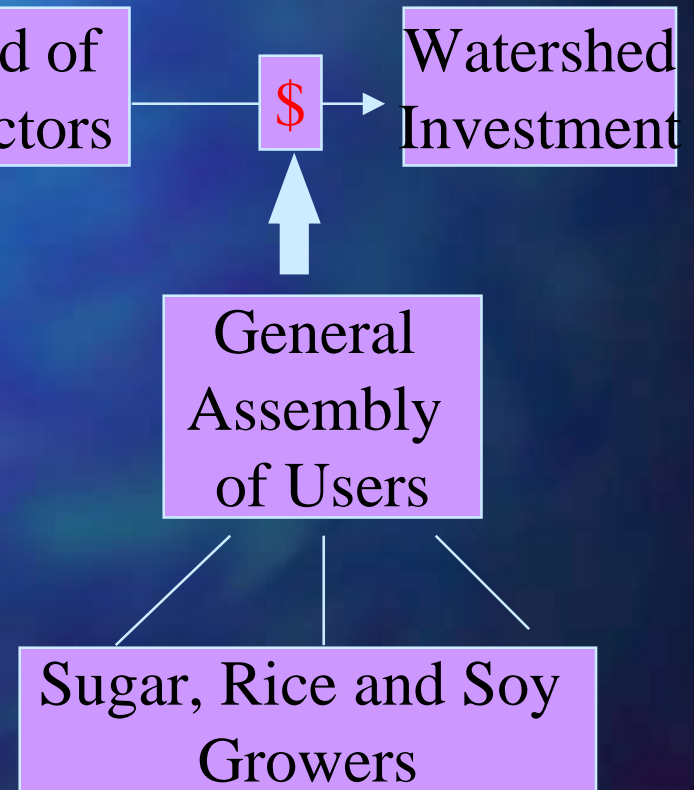 d of
ctors
$
Watershed
Investment
General
Assembly
of Users
Sugar, Rice and Soy
Growers